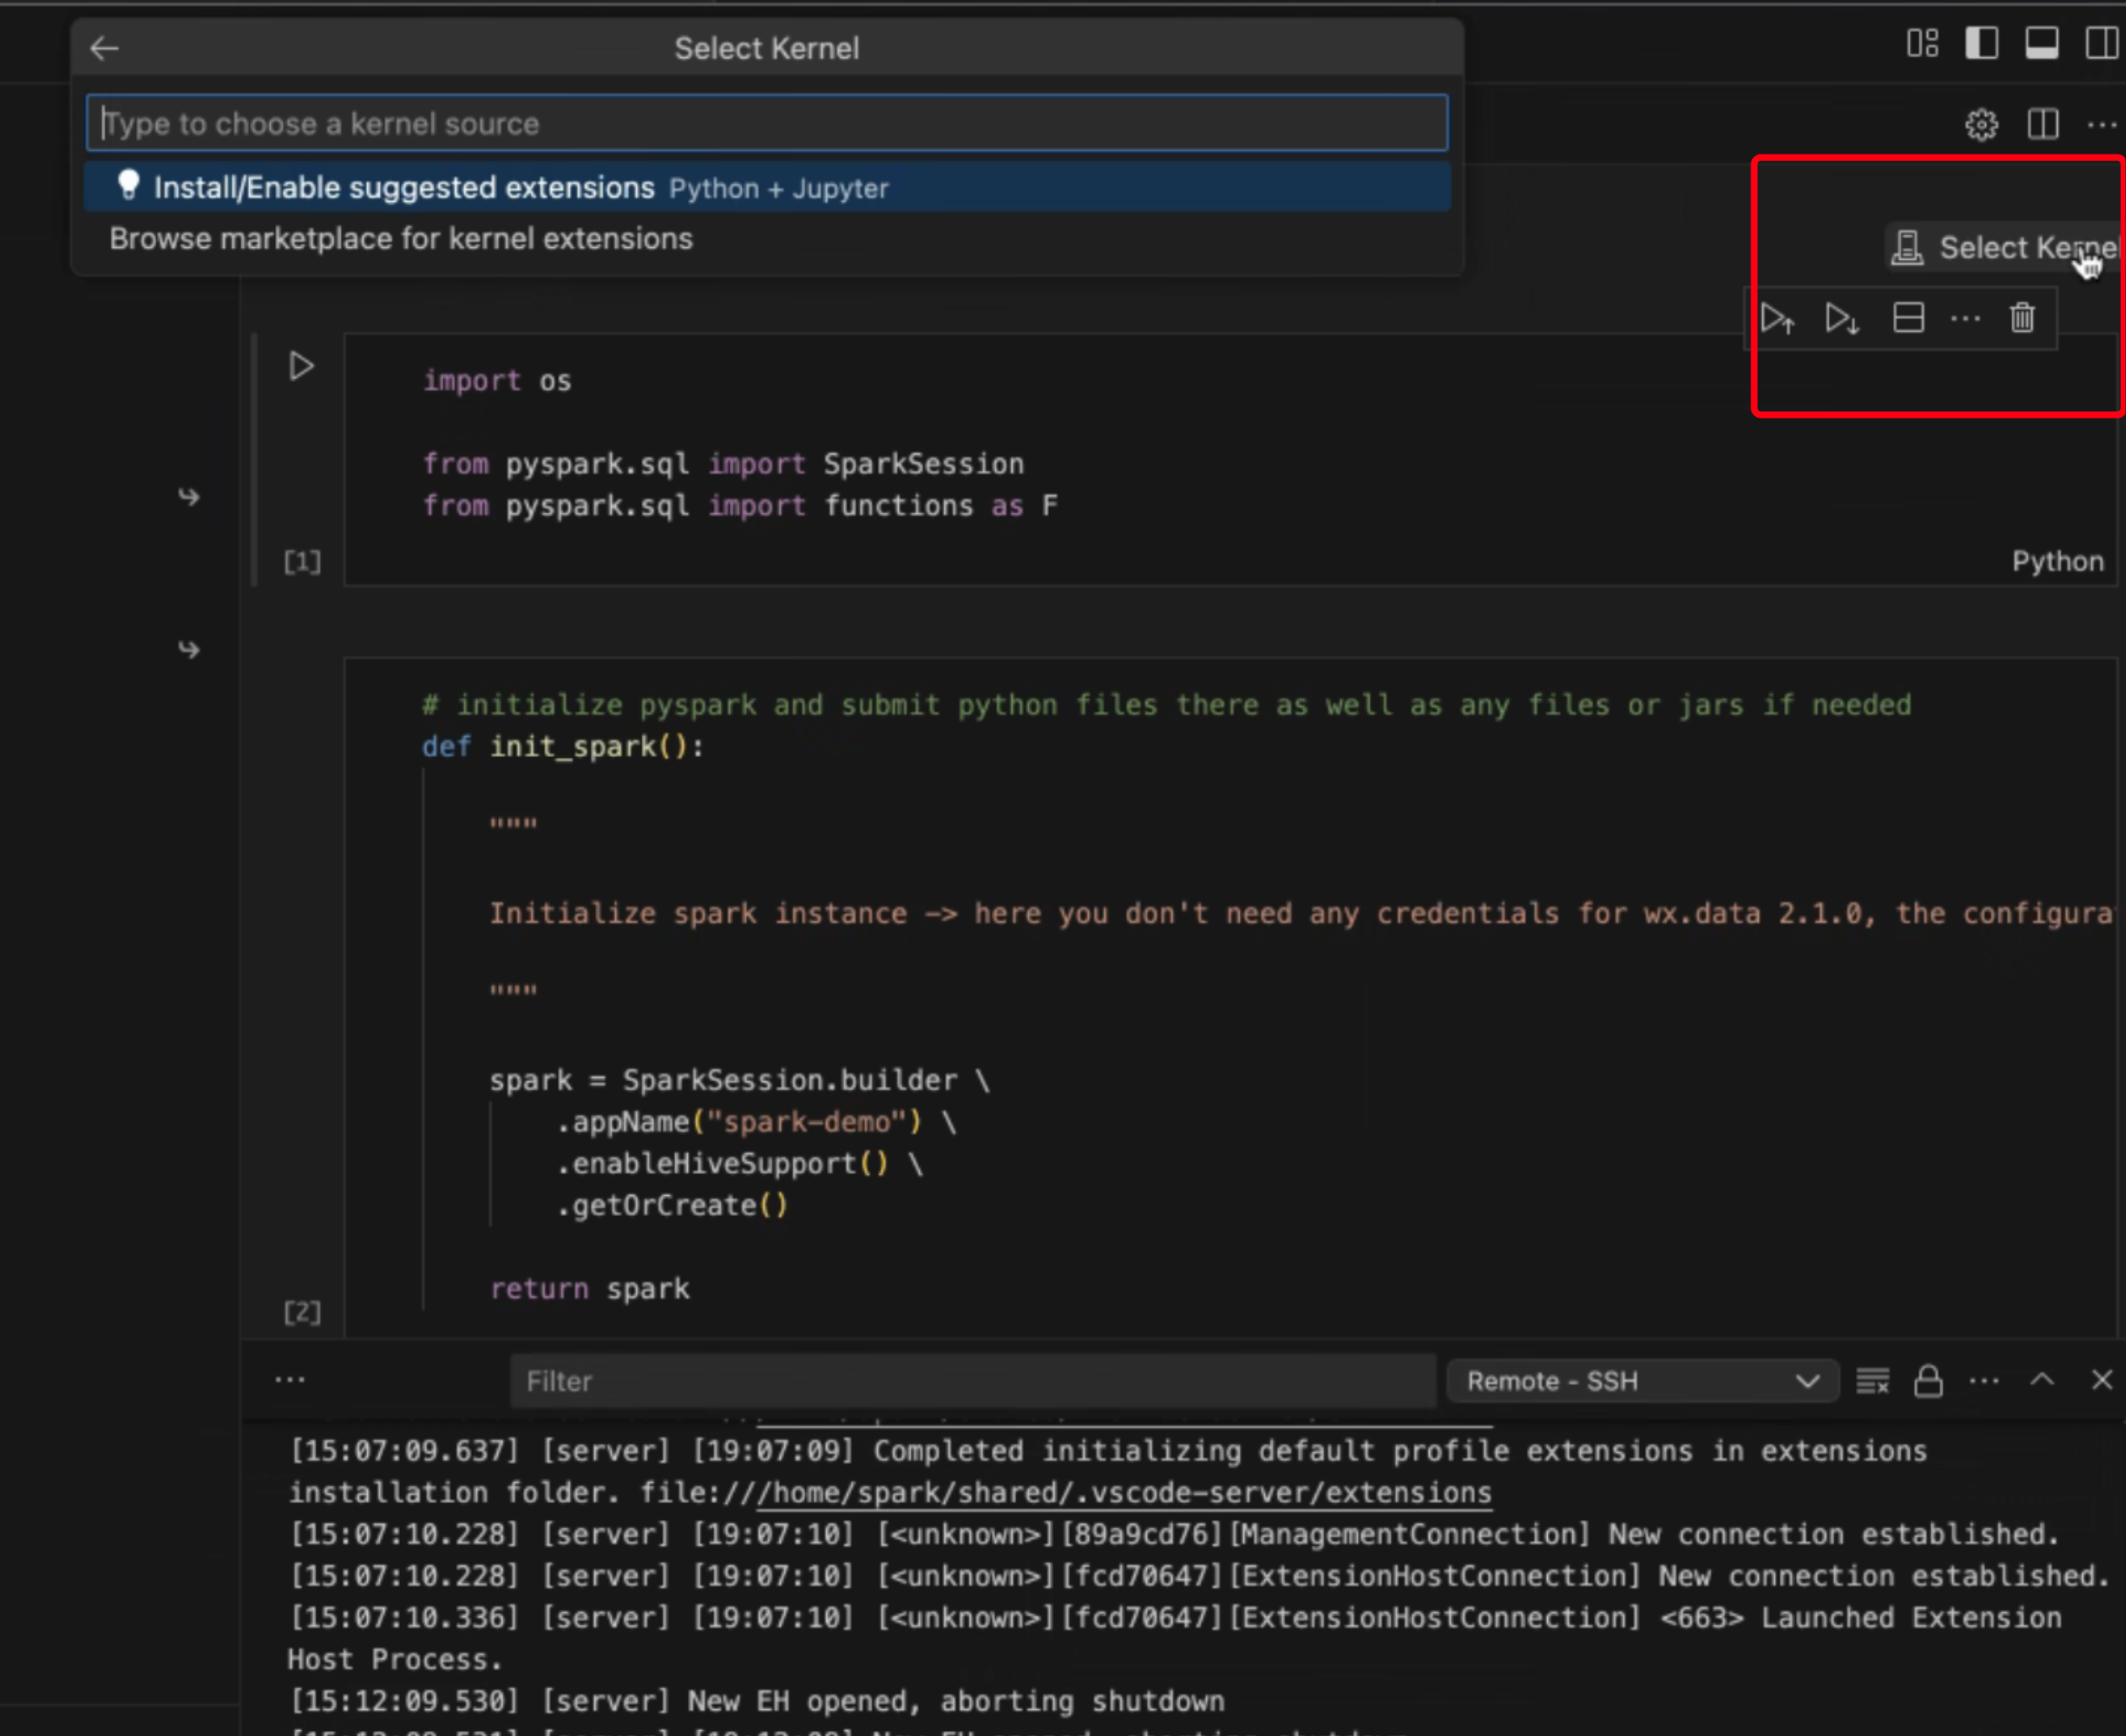 Select Kernel
Type to choose a kernel source
Install/Enable suggested extensions Python + Jupyter
Browse marketplace for kernel extensions
Select Kernel
import os
from pyspark.sql import SparkSession
from pyspark.sql import functions as F
[1]
Python
# initialize pyspark and submit python files there as well as any files or jars if needed
def init_spark():
"""
Initialize spark instance —> here you don't need any credentials for wx.data 2.1.0, the configura
"""
spark = SparkSession.builder \
.appName("spark-demo") \
.enableHiveSupport() \
.getOrCreate()
return spark
[2]
Filter
Remote - SSH
[15:07:09.637] [server] [19:07:09] Completed initializing default profile extensions in extensions
installation folder. file:///home/spark/shared/.vscode-server/extensions
[15:07:10.228] [server] [19:07:10] [<unknown>][89a9cd76][ManagementConnection] New connection established.
[15:07:10.228] [server] [19:07:10] [<unknown>][fcd70647][ExtensionHostConnection] New connection established.
[15:07:10.336] [server] [19:07:10] [<unknown>][fcd70647][ExtensionHostConnection] <663> Launched Extension
Host Process.
[15:12:09.530] [server] New EH opened, aborting shutdown